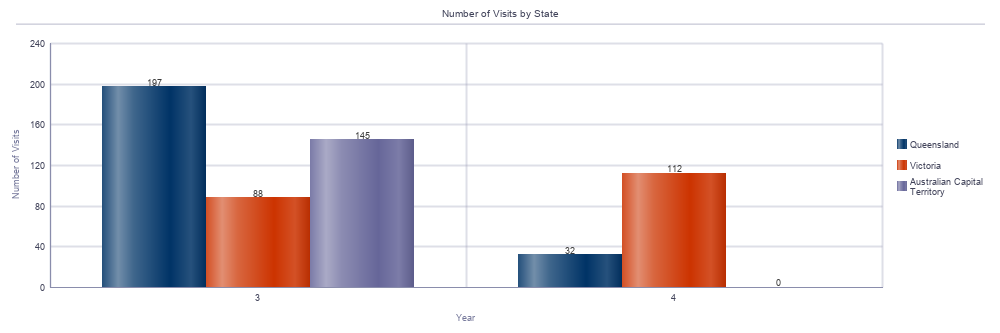 Number of Visits by State
Number of Visits
240
200
160
120
80
40
0
197
88
145
32
112
0
3
4
Year
Queensland
Victoria
Australian Capital
Territory